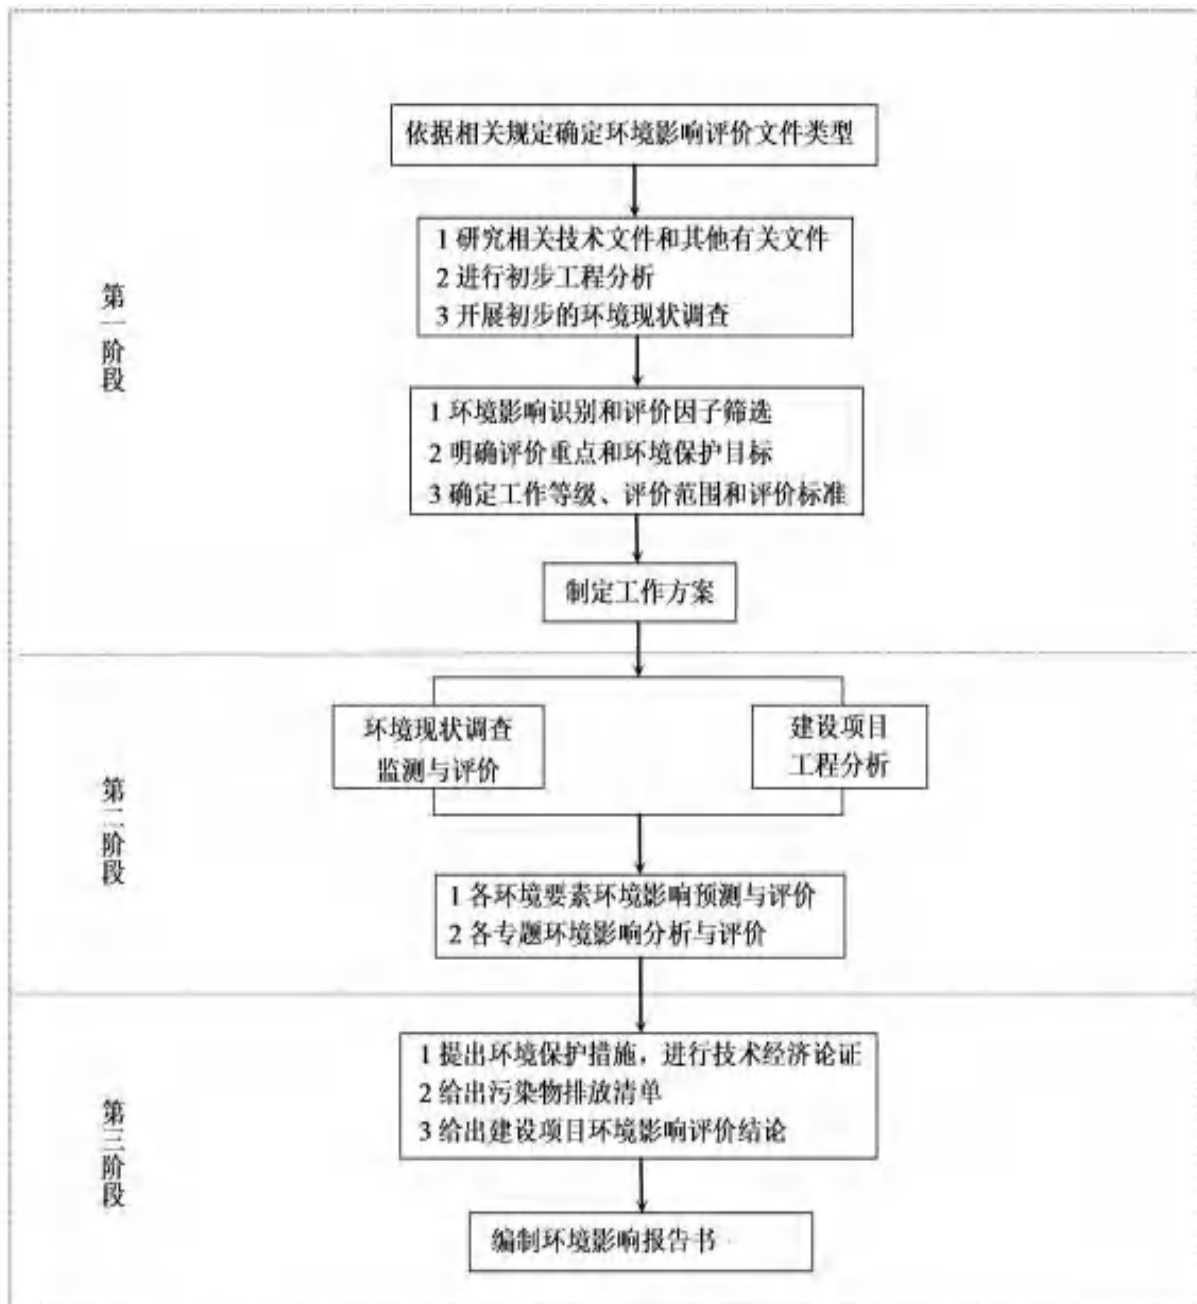 第一阶段
依据相关规定确定环境影响评价文件类型
1 研究相关技术文件和其他有关文件
2 进行初步工程分析
3 开展初步的环境现状调查
1 环境影响识别和评价因子筛选
2 明确评价重点和环境保护目标
3 确定工作等级、评价范围和评价标准
制定工作方案
第二阶段
环境现状调查
监测与评价
建设项目
工程分析
1 各环境要素环境影响预测与评价
2 各专题环境影响分析与评价
第三阶段
1 提出环境保护措施，进行技术经济论证
2 给出污染物排放清单
3 给出建设项目环境影响评价结论
编制环境影响报告书